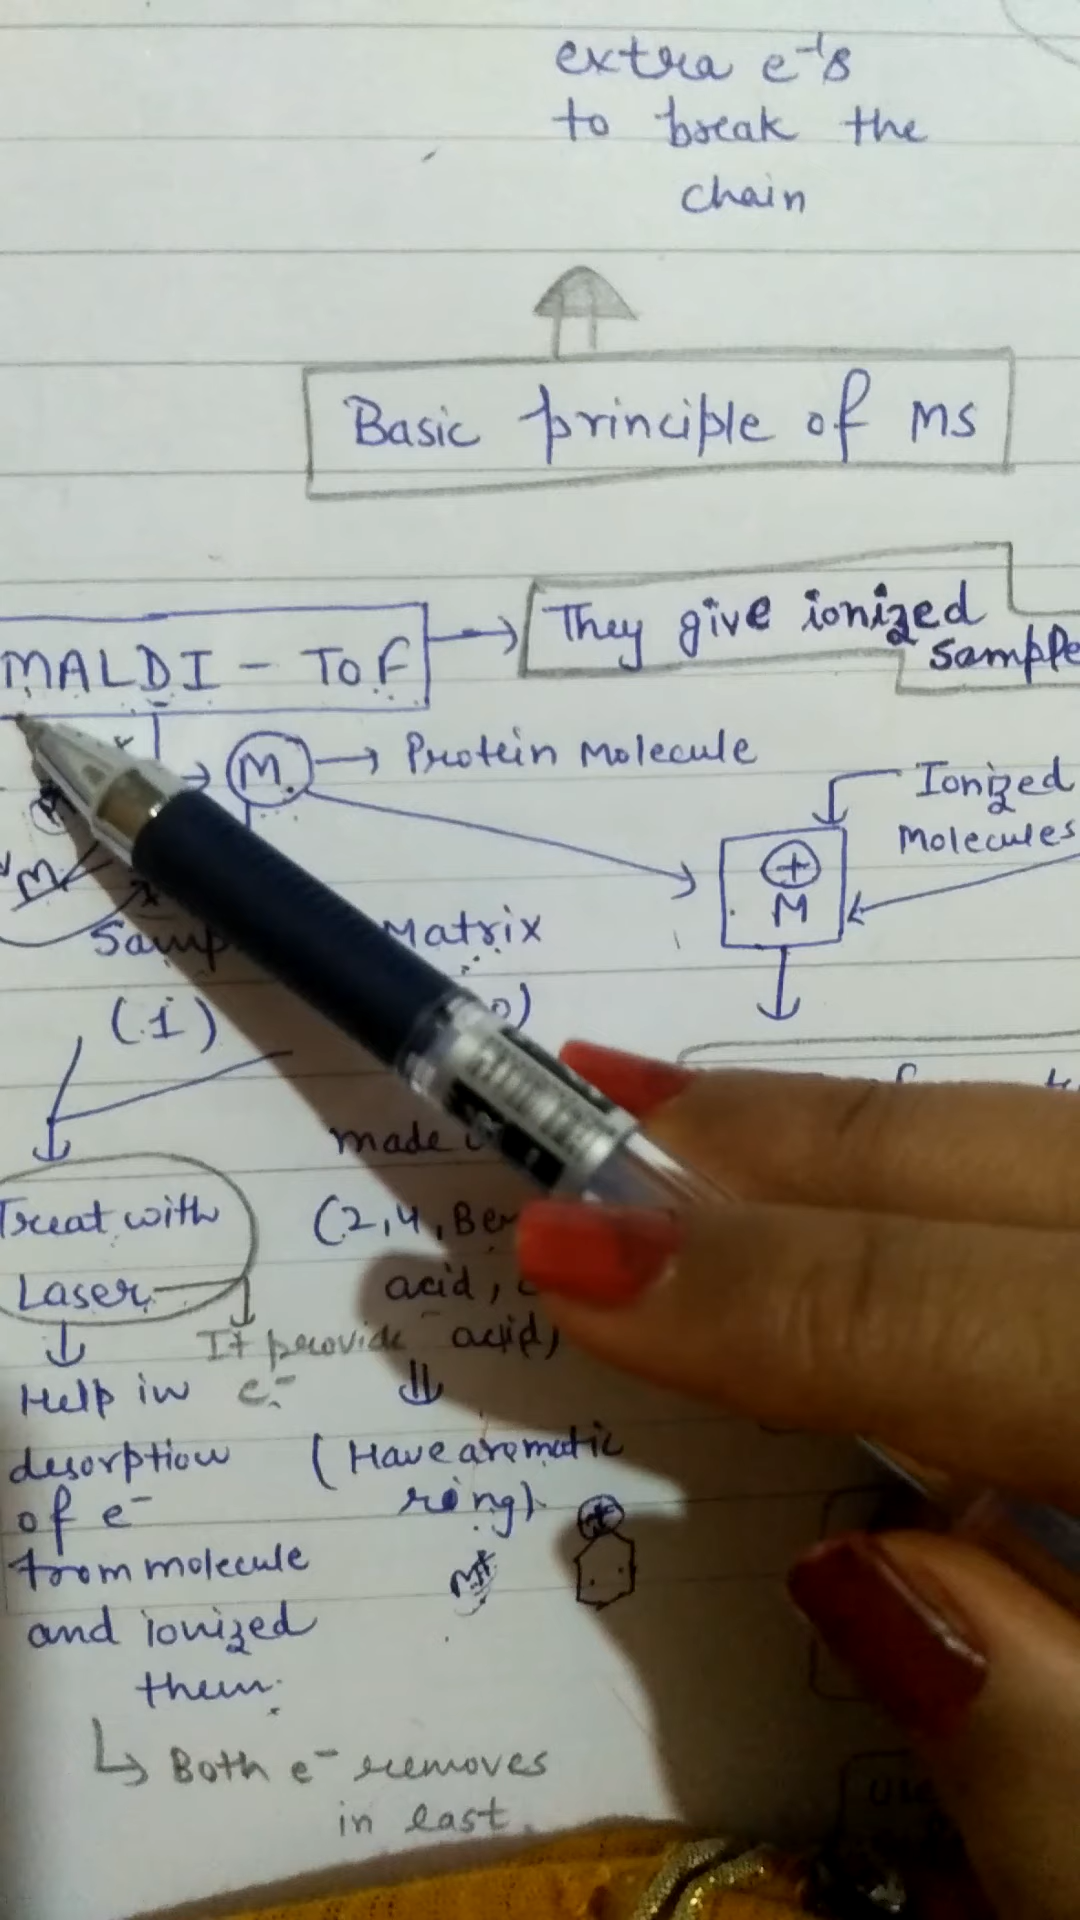 extra e⁻'s
to break the
chain
Basic principle of MS
MALDI - TOF
They give ionized
sample
M → Protein Molecule
Ionized
Molecules
+
M
M
Matrix
(1)
made
Treat with
(2,4,
Laser
acid,
It provide
acid,
Help in e⁻
desorption
(Have aromatic
of e⁻
ring).
+
from molecule
M+
and ionized
them.
Both e⁻ removes
in last.